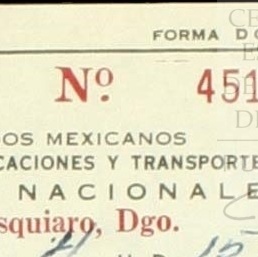 FORMA D
Nº. 451
OS MEXICANOS
CACIONES Y TRANSPORTE
NACIONALE
squiaro, Dgo.